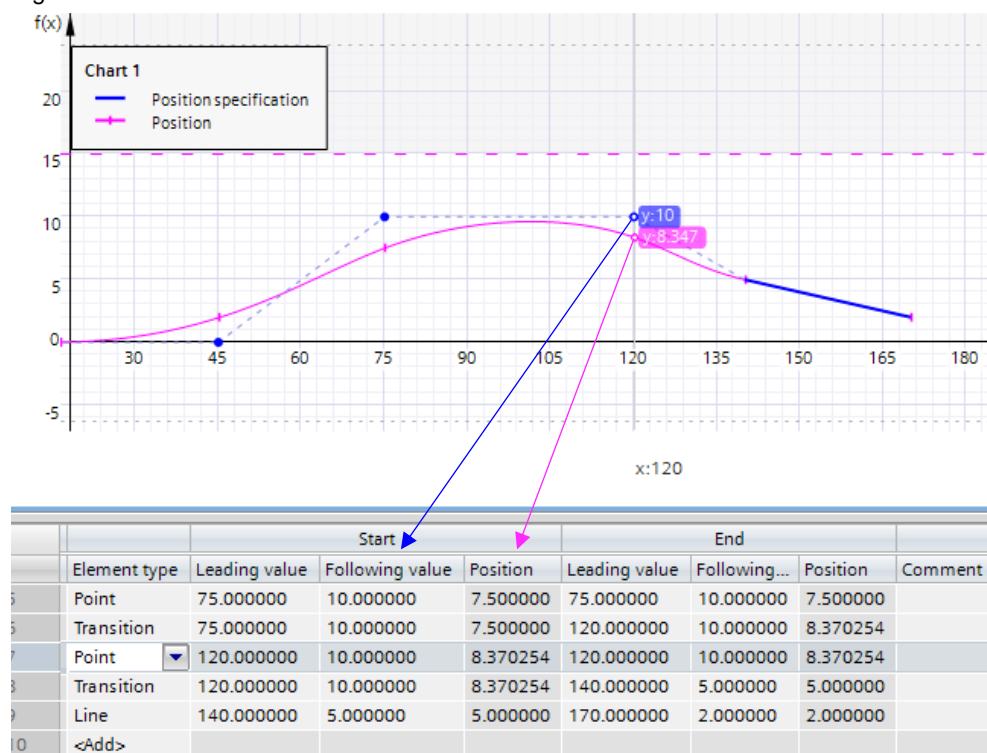 f(x)
Chart 1
Position specification
Position
20
15
10
5
0
-5
30 45 60 75 90 105 120 135 150 165 180
y:10
y:8.347
x:120
Start End
Element type Leading value Following value Position Leading value Following... Position Comment
Point 75.000000 10.000000 7.500000 75.000000 10.000000 7.500000
Transition 75.000000 10.000000 7.500000 120.000000 10.000000 8.370254
Point 120.000000 10.000000 8.370254 120.000000 10.000000 8.370254
Transition 120.000000 10.000000 8.370254 140.000000 5.000000 5.000000
Line 140.000000 5.000000 5.000000 170.000000 2.000000 2.000000
10 <Add>